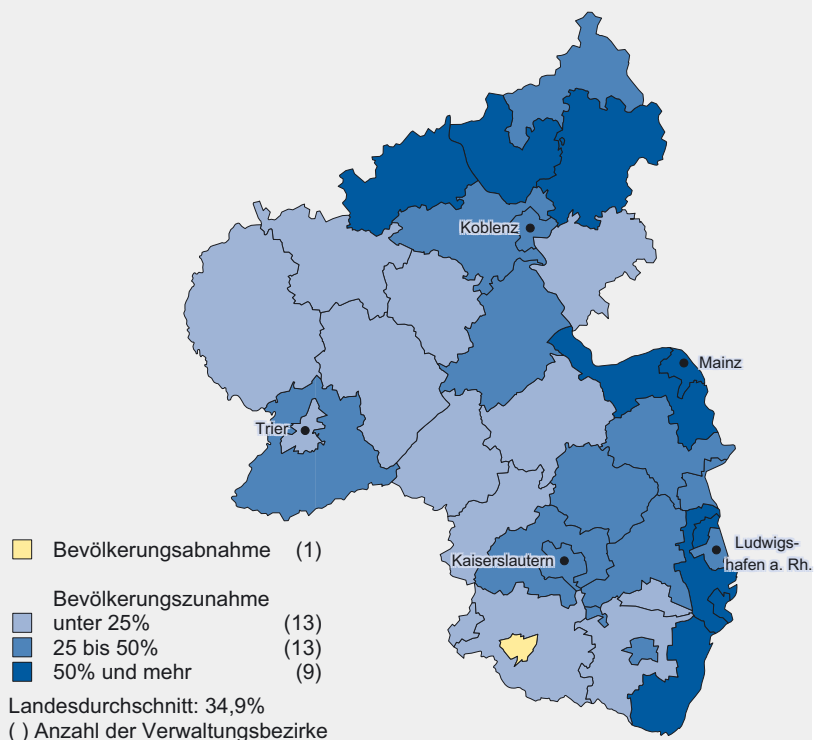 Koblenz
Mainz
Trier
Kaiserslautern
Ludwigs-
hafen a. Rh.
Bevölkerungsabnahme (1)
Bevölkerungszunahme
unter 25% (13)
25 bis 50% (13)
50% und mehr (9)
Landesdurchschnitt: 34,9%
( ) Anzahl der Verwaltungsbezirke